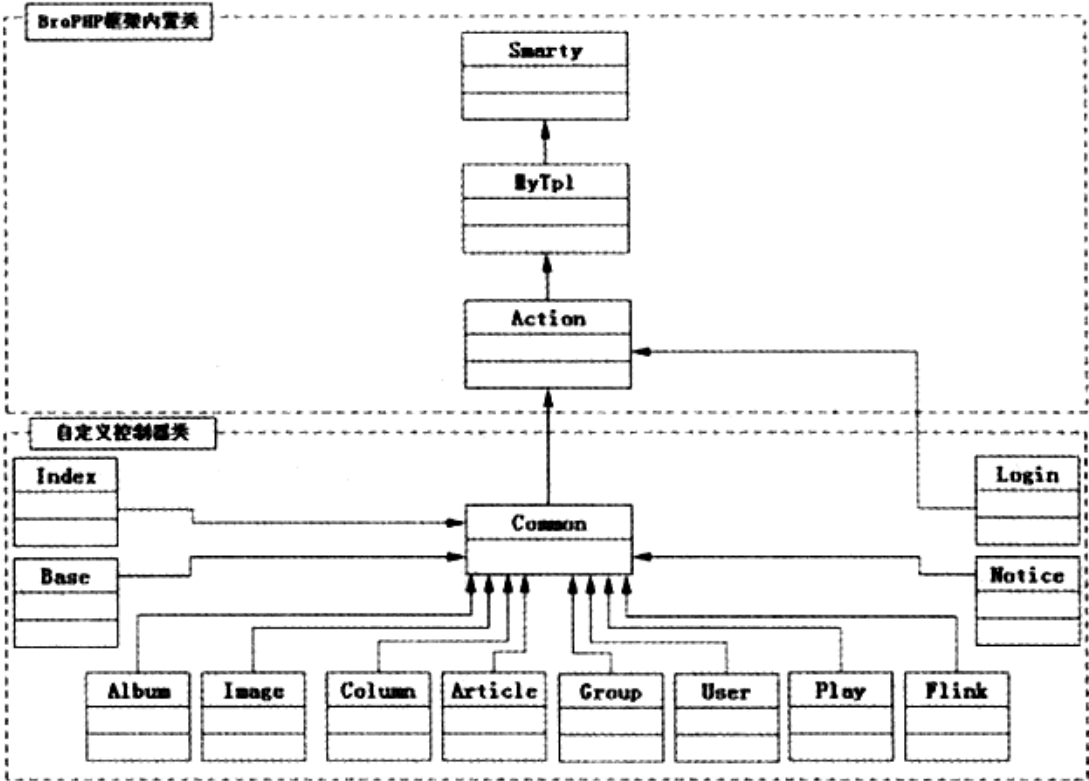 BroPHP框架内置类
Smarty
MyTpl
Action
自定义控制器类
Index
Login
Common
Base
Notice
Album
Image
Column
Article
Group
User
Play
Flink